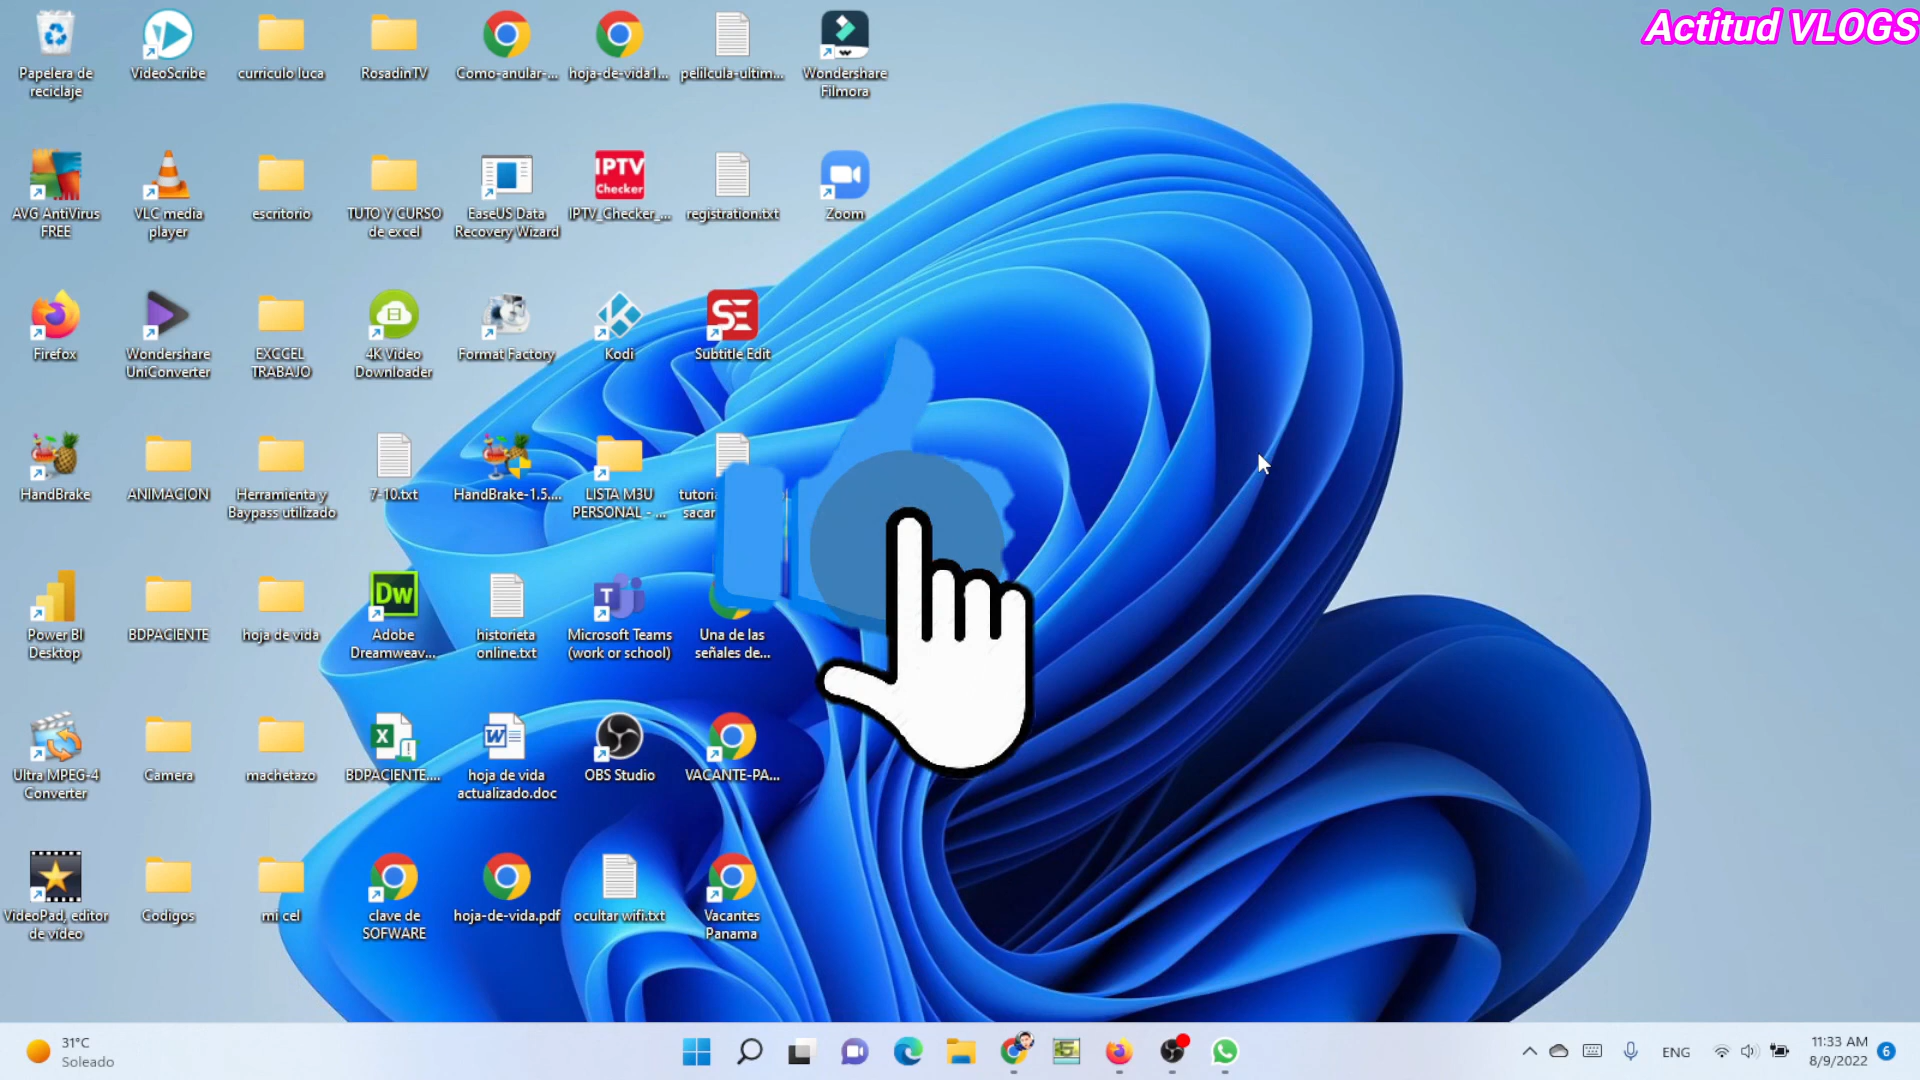 Actitud VLOGS
Papelera de
reciclaje
VideoScribe
curriculo luca
RosadinTV
Como-anular-...
hoja-de-vida1...
pelilcula-ultim...
Wondershare
Filmora
AVG AntiVirus
FREE
VLC media
player
escritorio
TUTO Y CURSO
de excel
EaseUS Data
Recovery Wizard
IPTV
Checker
IPTV_Checker_...
registration.txt
Zoom
Firefox
Wondershare
UniConverter
EXCCEL
TRABAJO
4K Video
Downloader
Format Factory
Kodi
SE
Subtitle Edit
HandBrake
ANIMACION
Herramienta y
Baypass utilizado
7-10.txt
HandBrake-1.5....
LISTA M3U
PERSONAL - ...
tutoria
sacar
Power BI
Desktop
BDPACIENTE
hoja de vida
Dw
Adobe
Dreamweav...
historieta
online.txt
T
Microsoft Teams
(work or school)
Una de las
señales de...
Ultra MPEG-4
Converter
Camera
machetazo
X
BDPACIENTE....
W
hoja de vida
actualizado.doc
OBS Studio
VACANTE-PA...
VideoPad, editor
de vídeo
Codigos
mi cel
clave de
SOFWARE
hoja-de-vida.pdf
ocultar wifi.txt
Vacantes
Panama
31°C
Soleado
ENG
11:33 AM
8/9/2022
6